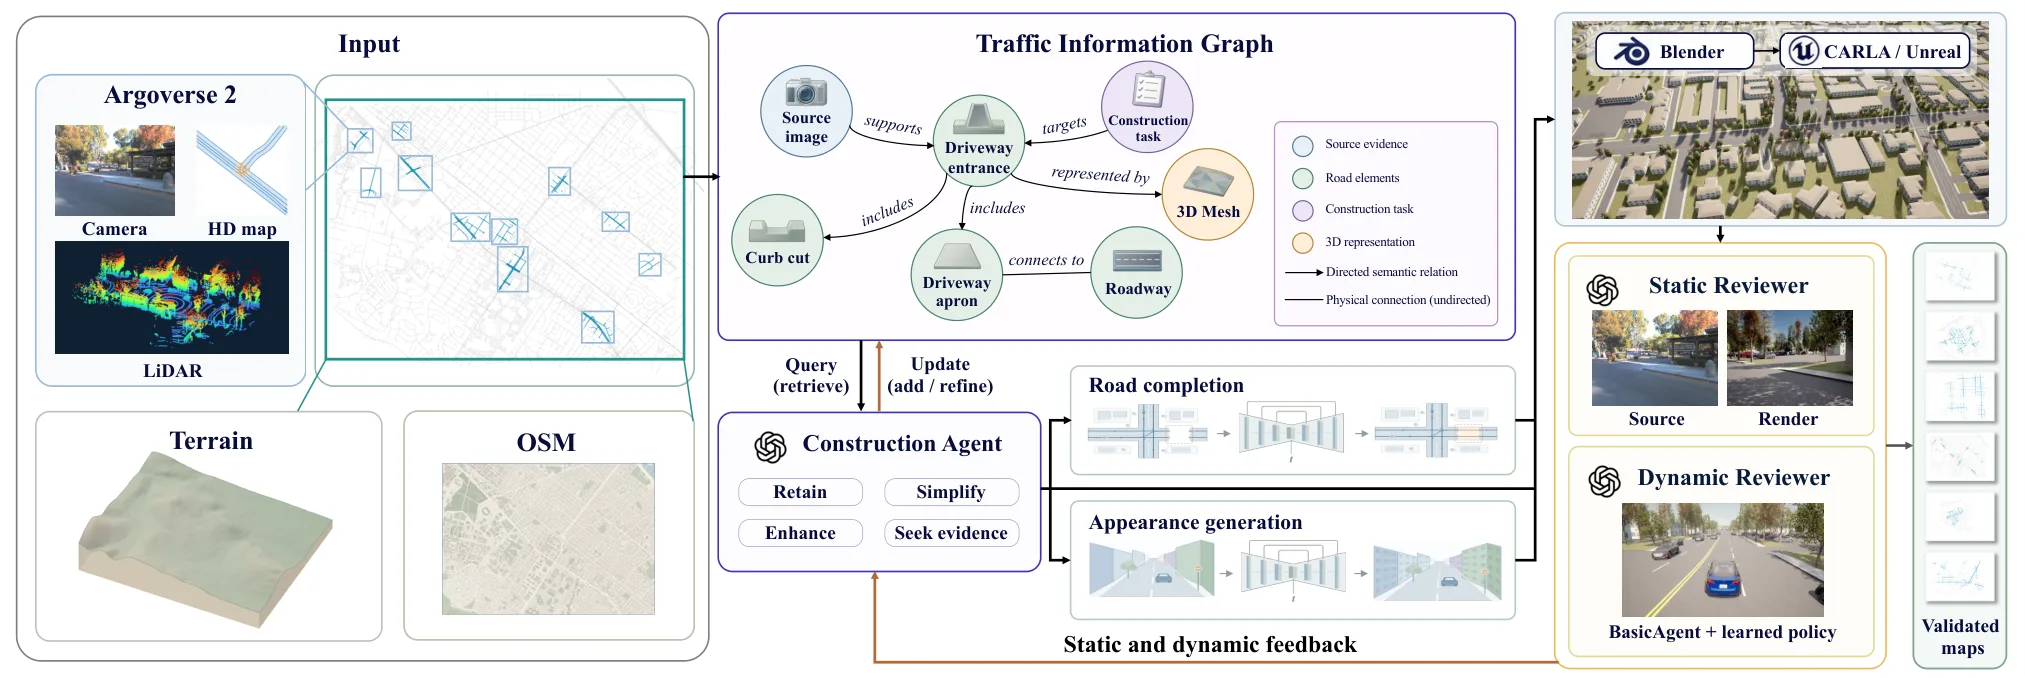 Input
Argoverse 2
Camera
HD map
LiDAR
Terrain
OSM
Traffic Information Graph
Source
image
supports
Driveway
entrance
targets
Construction
task
represented by
3D Mesh
includes
Curb cut
includes
Driveway
apron
connects to
Roadway
Source evidence
Road elements
Construction task
3D representation
Directed semantic relation
Physical connection (undirected)
Query
(retrieve)
Update
(add / refine)
Construction Agent
Retain
Simplify
Enhance
Seek evidence
Road completion
t
Appearance generation
t
Static and dynamic feedback
Blender
CARLA / Unreal
Static Reviewer
Source
Render
Dynamic Reviewer
BasicAgent + learned policy
Validated
maps